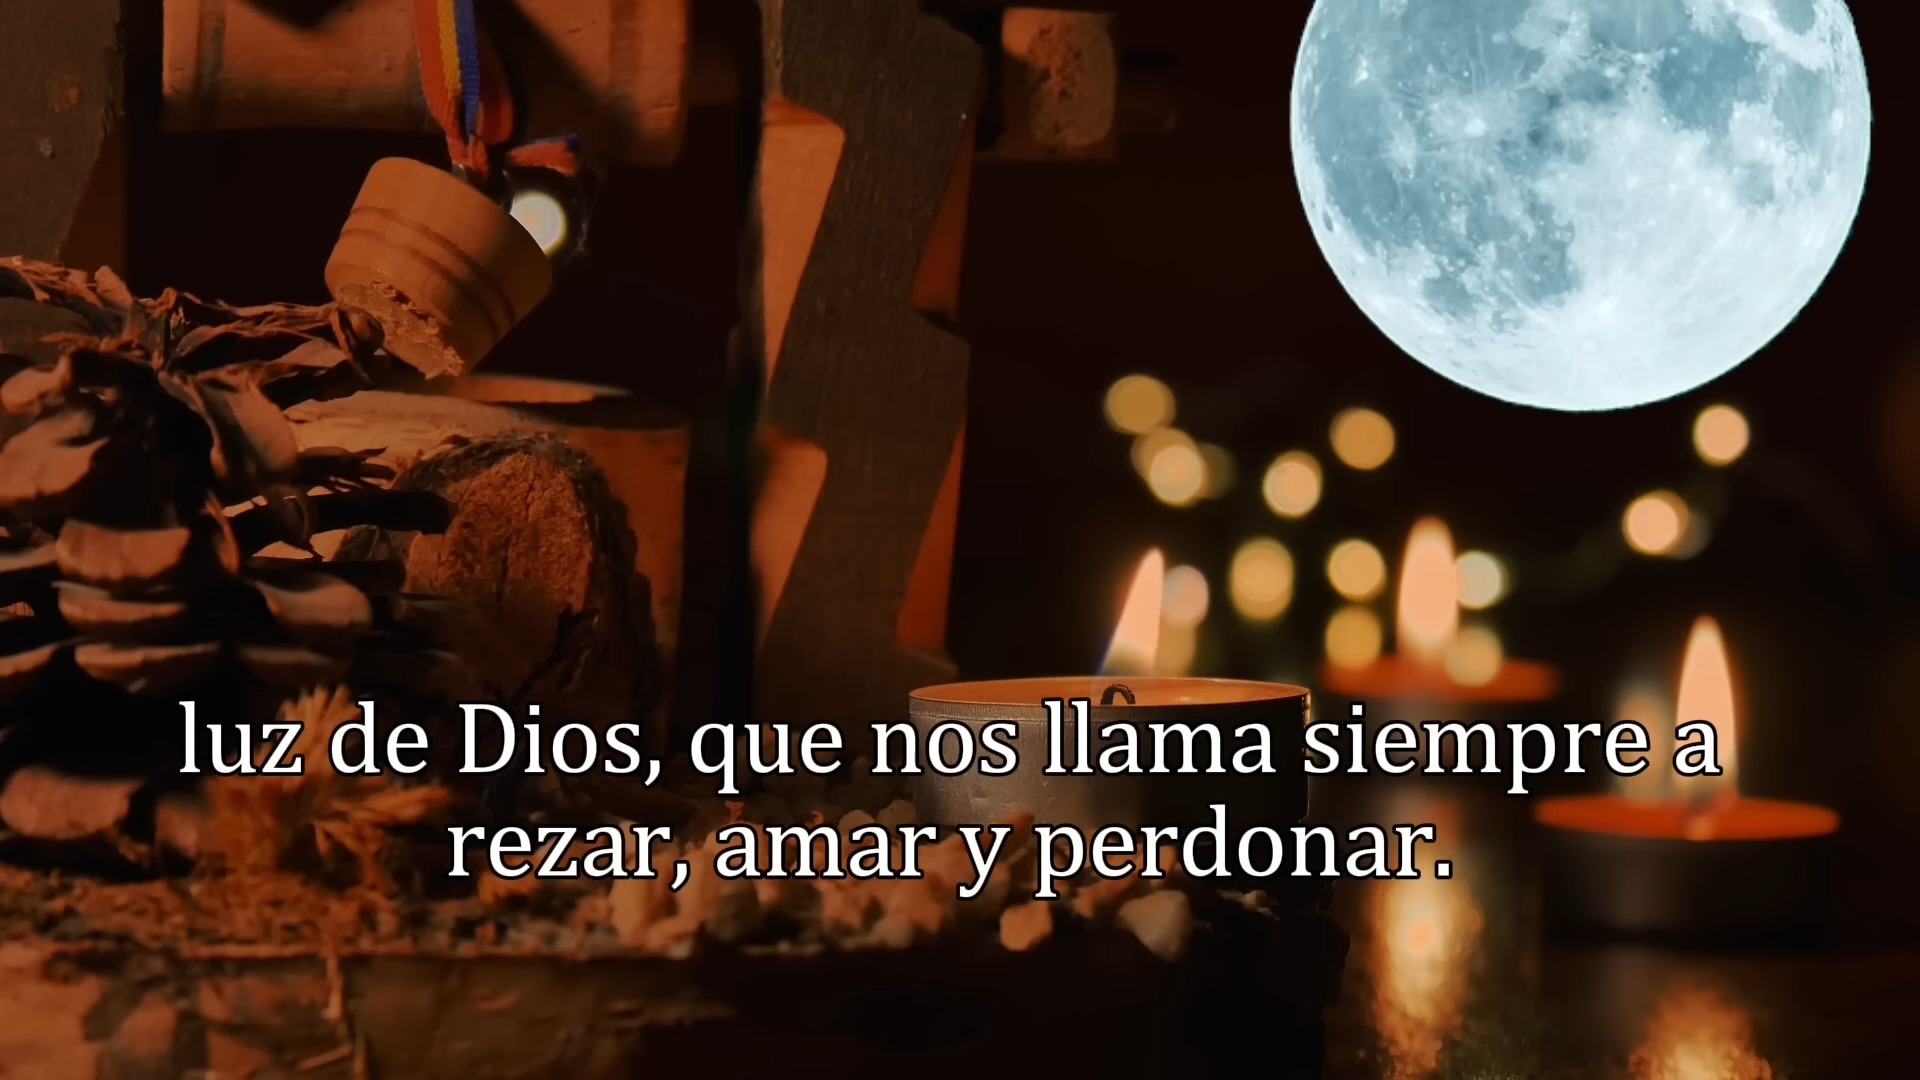 luz de Dios, que nos llama siempre a
rezar, amar y perdonar.